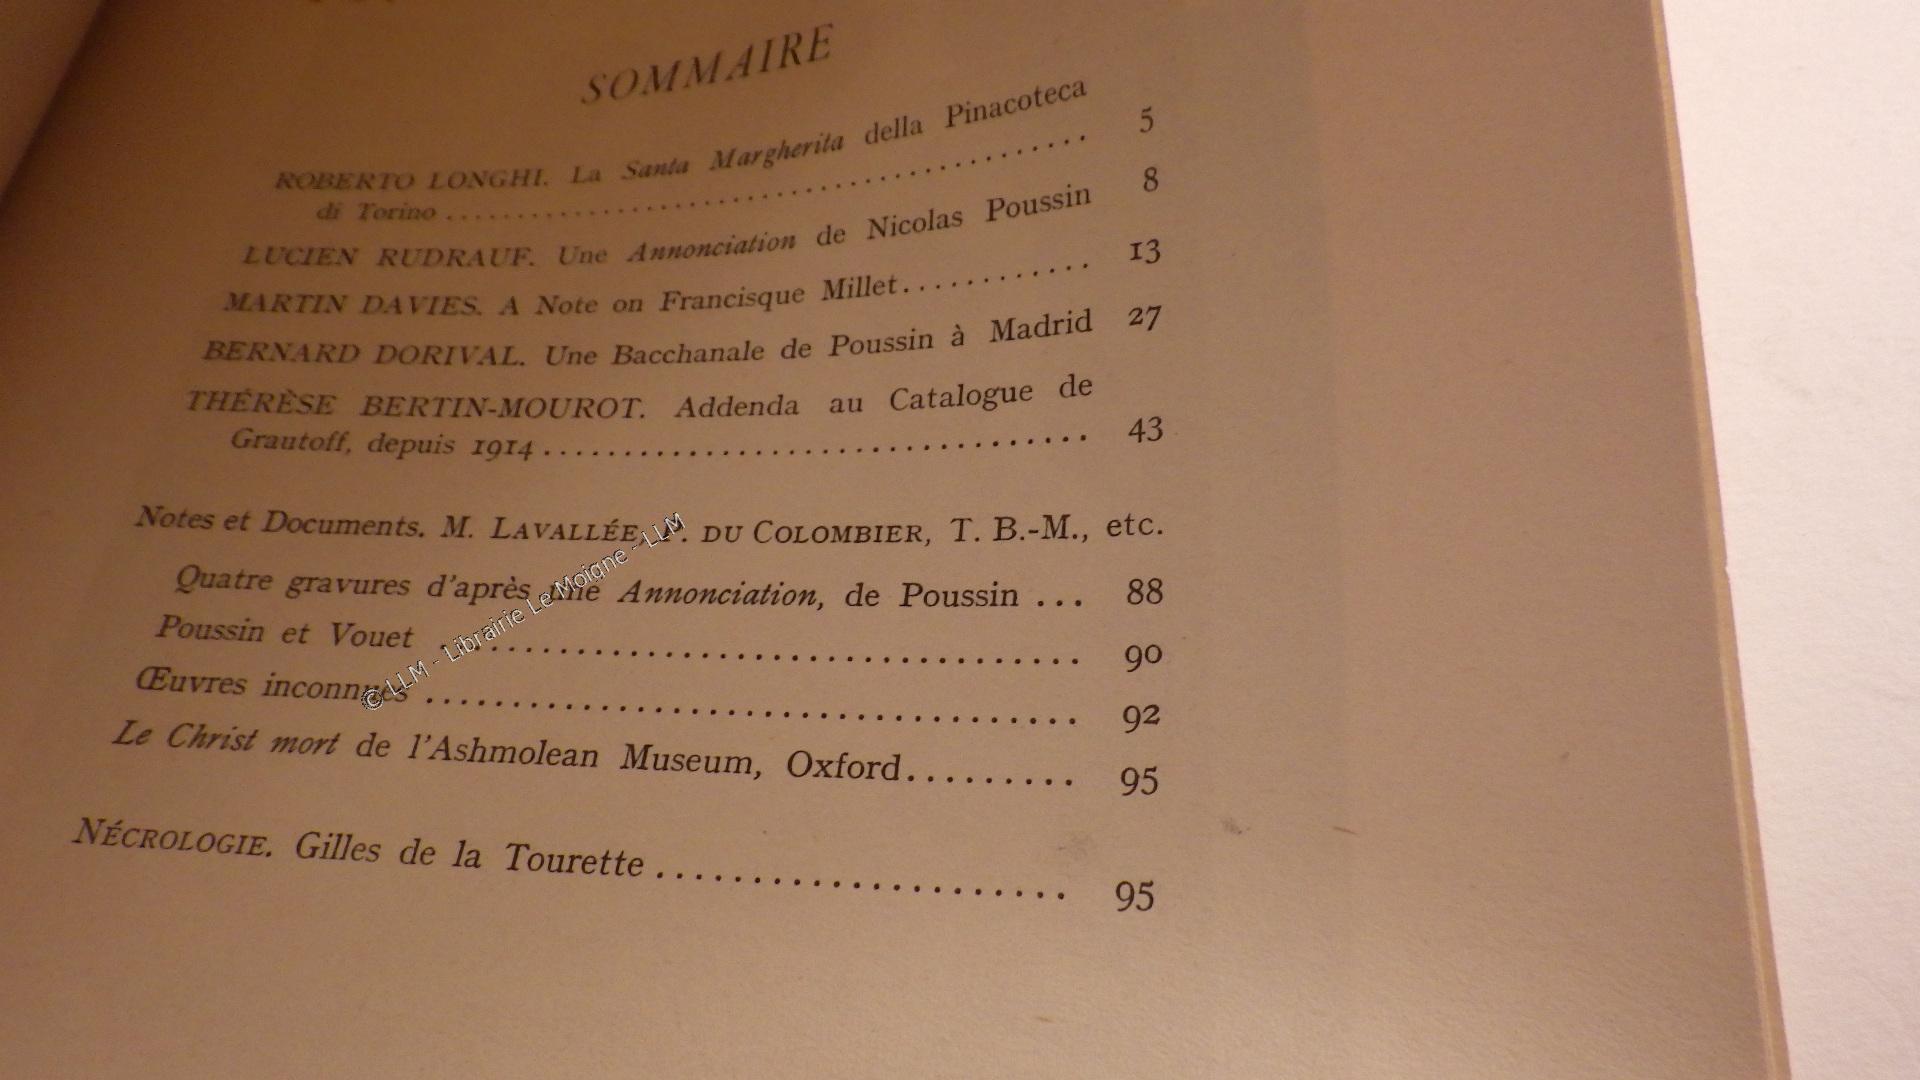 SOMMAIRE
ROBERTO LONGHI. La Santa Margherita della Pinacoteca
di Torino .................................... 5
LUCIEN RUDRAUF. Une Annonciation de Nicolas Poussin 8
MARTIN DAVIES. A Note on Francisque Millet........... 13
BERNARD DORIVAL. Une Bacchanale de Poussin à Madrid 27
THÉRÈSE BERTIN-MOUROT. Addenda au Catalogue de
Grautoff, depuis 1914 ................................. 43
Notes et Documents. M. LAVALLÉE, P. DU COLOMBIER, T. B.-M., etc.
Quatre gravures d'après une Annonciation, de Poussin ... 88
Poussin et Vouet ...................................... 90
Œuvres inconnues ...................................... 92
Le Christ mort de l'Ashmolean Museum, Oxford.......... 95
NÉCROLOGIE. Gilles de la Tourette ...................... 95
© LLM - Librairie Le Moigne - LLM